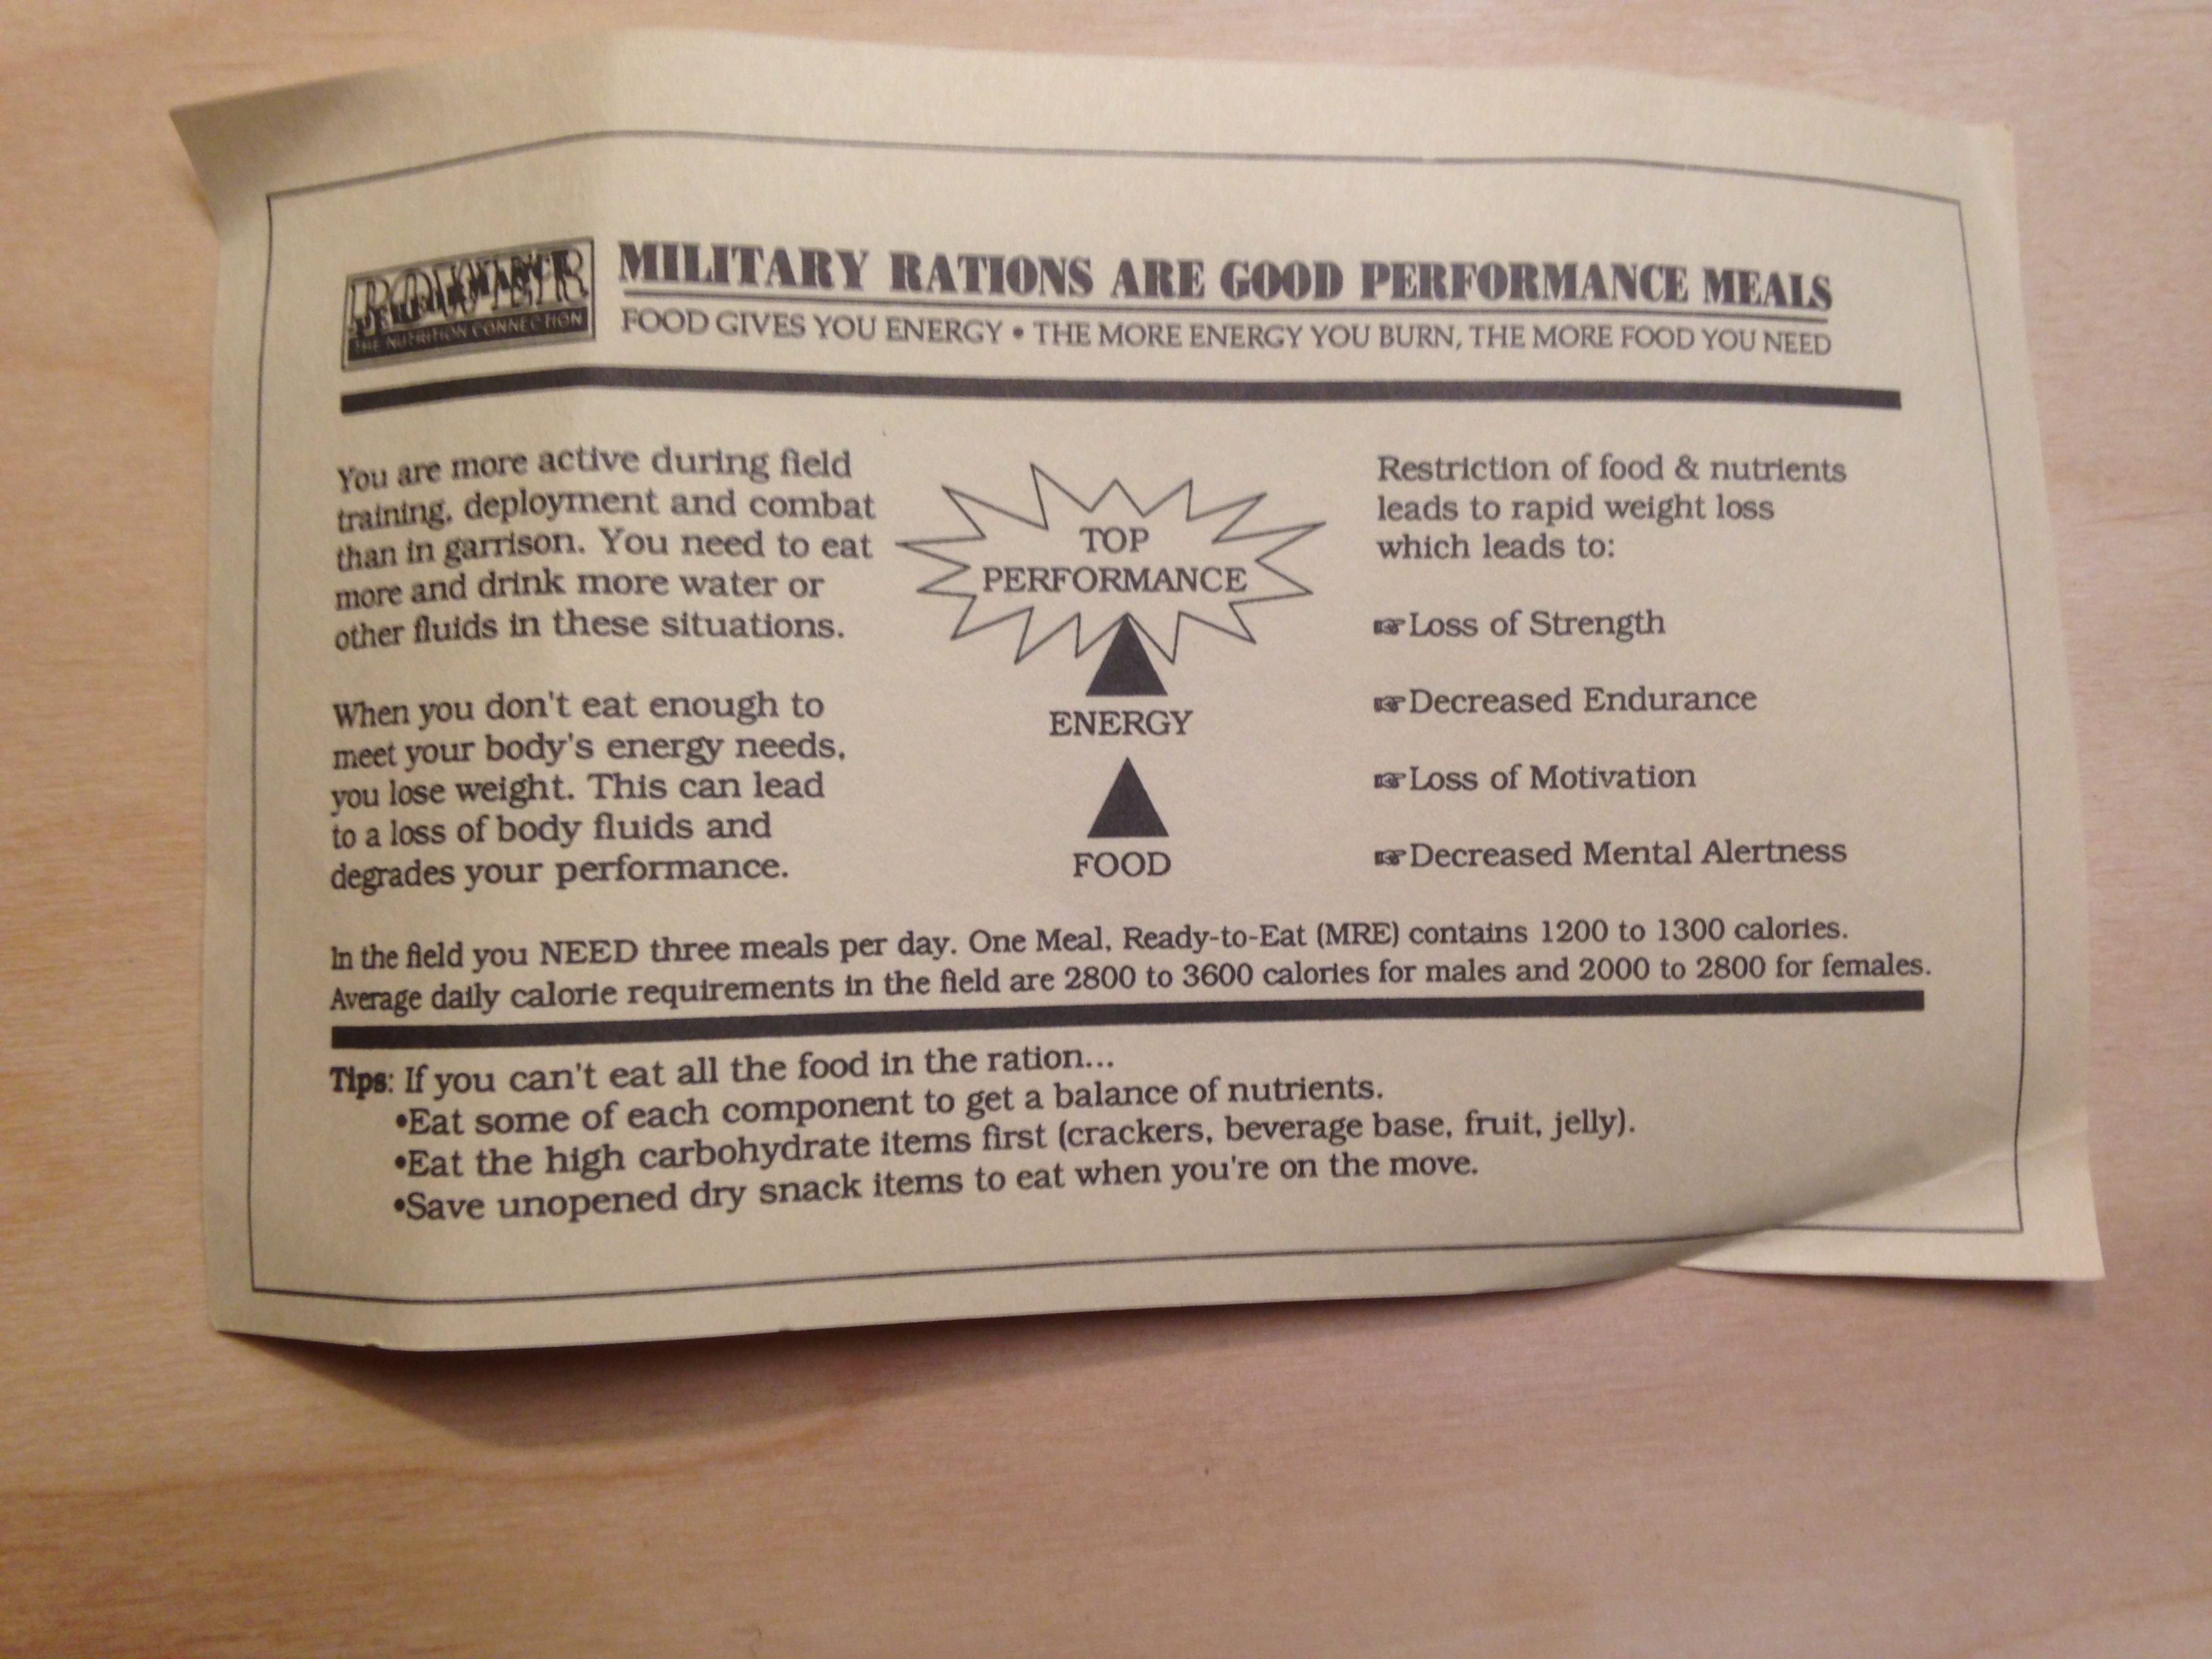 POWER
PERFORMANCE
THE NUTRITION CONNECTION
MILITARY RATIONS ARE GOOD PERFORMANCE MEALS
FOOD GIVES YOU ENERGY • THE MORE ENERGY YOU BURN, THE MORE FOOD YOU NEED
You are more active during field
training, deployment and combat
than in garrison. You need to eat
more and drink more water or
other fluids in these situations.
When you don't eat enough to
meet your body's energy needs,
you lose weight. This can lead
to a loss of body fluids and
degrades your performance.
TOP
PERFORMANCE
ENERGY
FOOD
Restriction of food & nutrients
leads to rapid weight loss
which leads to:
☞Loss of Strength
☞Decreased Endurance
☞Loss of Motivation
☞Decreased Mental Alertness
In the field you NEED three meals per day. One Meal, Ready-to-Eat (MRE) contains 1200 to 1300 calories.
Average daily calorie requirements in the field are 2800 to 3600 calories for males and 2000 to 2800 for females.
Tips: If you can't eat all the food in the ration...
•Eat some of each component to get a balance of nutrients.
•Eat the high carbohydrate items first (crackers, beverage base, fruit, jelly).
•Save unopened dry snack items to eat when you're on the move.